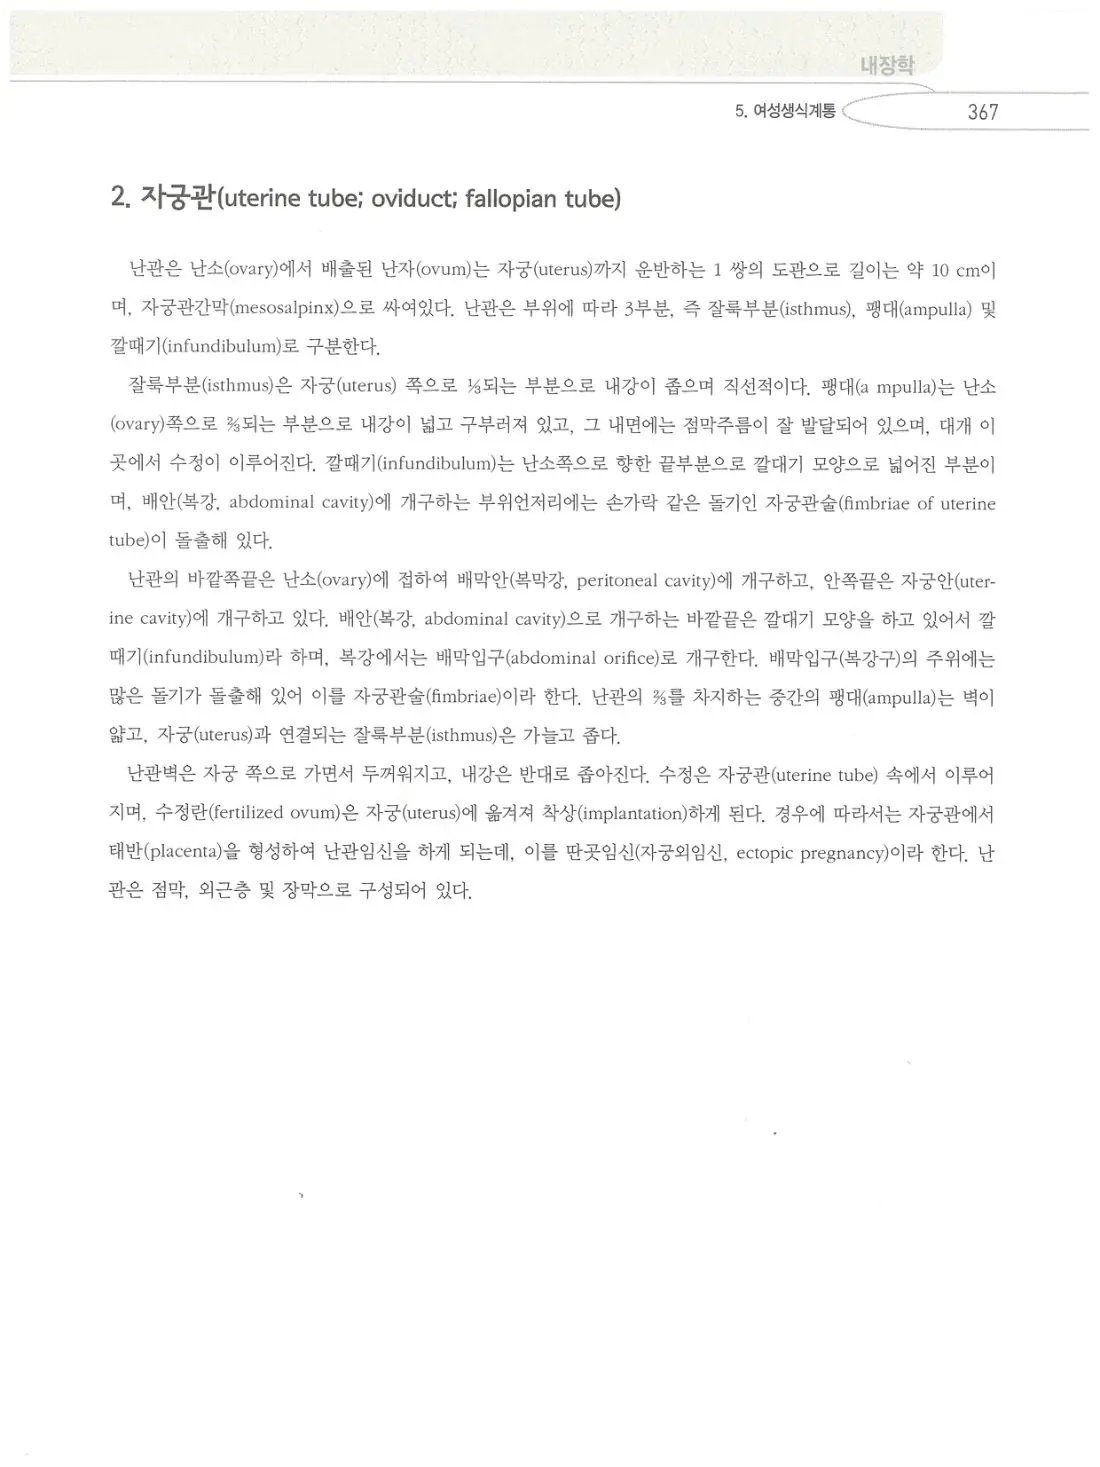 내장학
5. 여성생식계통
367
2. 자궁관(uterine tube; oviduct; fallopian tube)
난관은 난소(ovary)에서 배출된 난자(ovum)는 자궁(uterus)까지 운반하는 1 쌍의 도관으로 길이는 약 10 cm이
며, 자궁관간막(mesosalpinx)으로 싸여있다. 난관은 부위에 따라 3부분, 즉 잘룩부분(isthmus), 팽대(ampulla) 및
깔때기(infundibulum)로 구분한다.
잘룩부분(isthmus)은 자궁(uterus) 쪽으로 ⅓되는 부분으로 내강이 좁으며 직선적이다. 팽대(a mpulla)는 난소
(ovary)쪽으로 ⅔되는 부분으로 내강이 넓고 구부러져 있고, 그 내면에는 점막주름이 잘 발달되어 있으며, 대개 이
곳에서 수정이 이루어진다. 깔때기(infundibulum)는 난소쪽으로 향한 끝부분으로 깔대기 모양으로 넓어진 부분이
며, 배안(복강, abdominal cavity)에 개구하는 부위언저리에는 손가락 같은 돌기인 자궁관술(fimbriae of uterine
tube)이 돌출해 있다.
난관의 바깥쪽끝은 난소(ovary)에 접하여 배막안(복막강, peritoneal cavity)에 개구하고, 안쪽끝은 자궁안(uter-
ine cavity)에 개구하고 있다. 배안(복강, abdominal cavity)으로 개구하는 바깥끝은 깔대기 모양을 하고 있어서 깔
때기(infundibulum)라 하며, 복강에서는 배막입구(abdominal orifice)로 개구한다. 배막입구(복강구)의 주위에는
많은 돌기가 돌출해 있어 이를 자궁관술(fimbriae)이라 한다. 난관의 ⅔를 차지하는 중간의 팽대(ampulla)는 벽이
얇고, 자궁(uterus)과 연결되는 잘룩부분(isthmus)은 가늘고 좁다.
난관벽은 자궁 쪽으로 가면서 두꺼워지고, 내강은 반대로 좁아진다. 수정은 자궁관(uterine tube) 속에서 이루어
지며, 수정란(fertilized ovum)은 자궁(uterus)에 옮겨져 착상(implantation)하게 된다. 경우에 따라서는 자궁관에서
태반(placenta)을 형성하여 난관임신을 하게 되는데, 이를 딴곳임신(자궁외임신, ectopic pregnancy)이라 한다. 난
관은 점막, 외근층 및 장막으로 구성되어 있다.